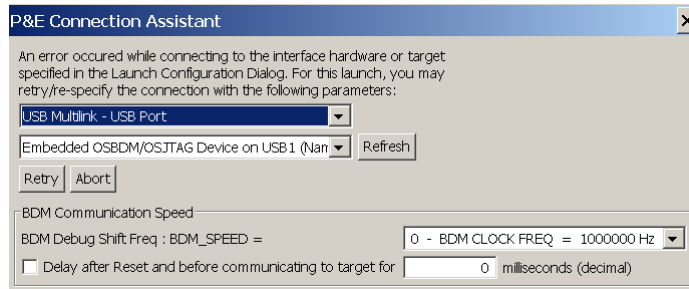 P&E Connection Assistant
An error occured while connecting to the interface hardware or target
specified in the Launch Configuration Dialog. For this launch, you may
retry/re-specify the connection with the following parameters:
USB Multilink - USB Port
Embedded OSBDM/OSJTAG Device on USB1 (Nam Refresh
Retry Abort
BDM Communication Speed
BDM Debug Shift Freq : BDM_SPEED = 0 - BDM CLOCK FREQ = 1000000 Hz
Delay after Reset and before communicating to target for 0 milliseconds (decimal)